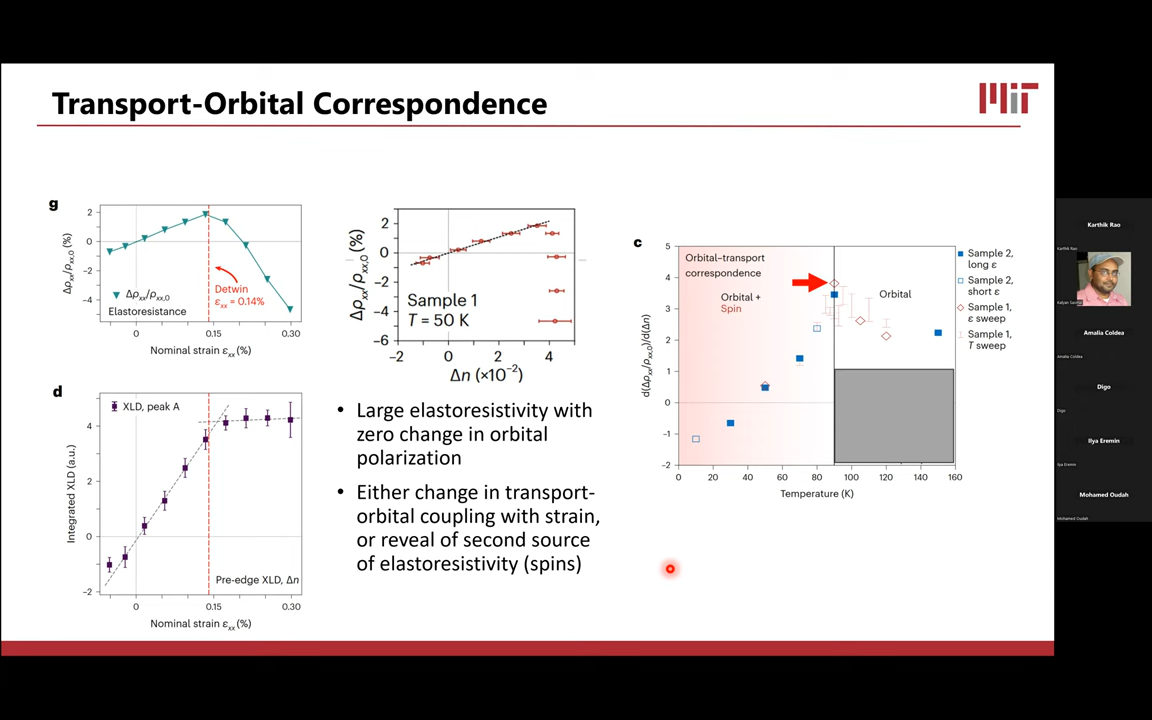 Transport-Orbital Correspondence
MIT
g
Δρxx/ρxx,0 (%)
2
0
−2
−4
Δρxx/ρxx,0
Elastoresistance
Detwin
εxx = 0.14%
0
0.15
0.30
Nominal strain εxx (%)
d
Integrated XLD (a.u.)
4
2
0
−2
XLD, peak A
Pre-edge XLD, Δn
0
0.15
0.30
Nominal strain εxx (%)
Δρxx/ρxx,0 (%)
2
0
−2
−4
−6
Sample 1
T = 50 K
−2
0
2
4
Δn (×10⁻²)
• Large elastoresistivity with
zero change in orbital
polarization
• Either change in transport-
orbital coupling with strain,
or reveal of second source
of elastoresistivity (spins)
c
d(Δρxx/ρxx,0)/d(Δn)
5
4
3
2
1
0
−1
−2
Orbital–transport
correspondence
Orbital +
Spin
Orbital
0
20
40
60
80
100
120
140
160
Temperature (K)
Sample 2,
long ε
Sample 2,
short ε
Sample 1,
ε sweep
Sample 1,
T sweep
Karthik Rao
Karthik Rao
Amalia Coldea
Amalia Coldea
Digo
Digo
Ilya Eremin
Ilya Eremin
Mohamed Oudah
Mohamed Oudah